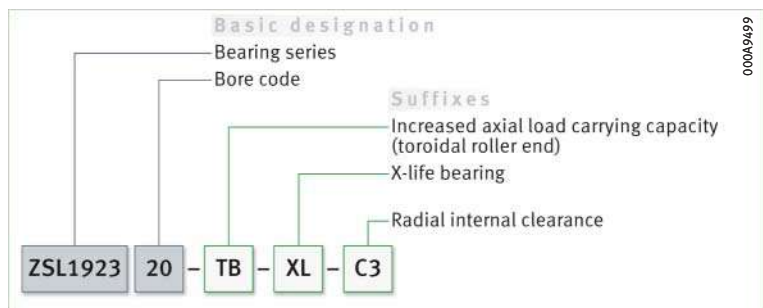 Basic designation
Bearing series
Bore code
Suffixes
Increased axial load carrying capacity
(toroidal roller end)
X-life bearing
Radial internal clearance
ZSL1923 20 – TB – XL – C3
000A9499